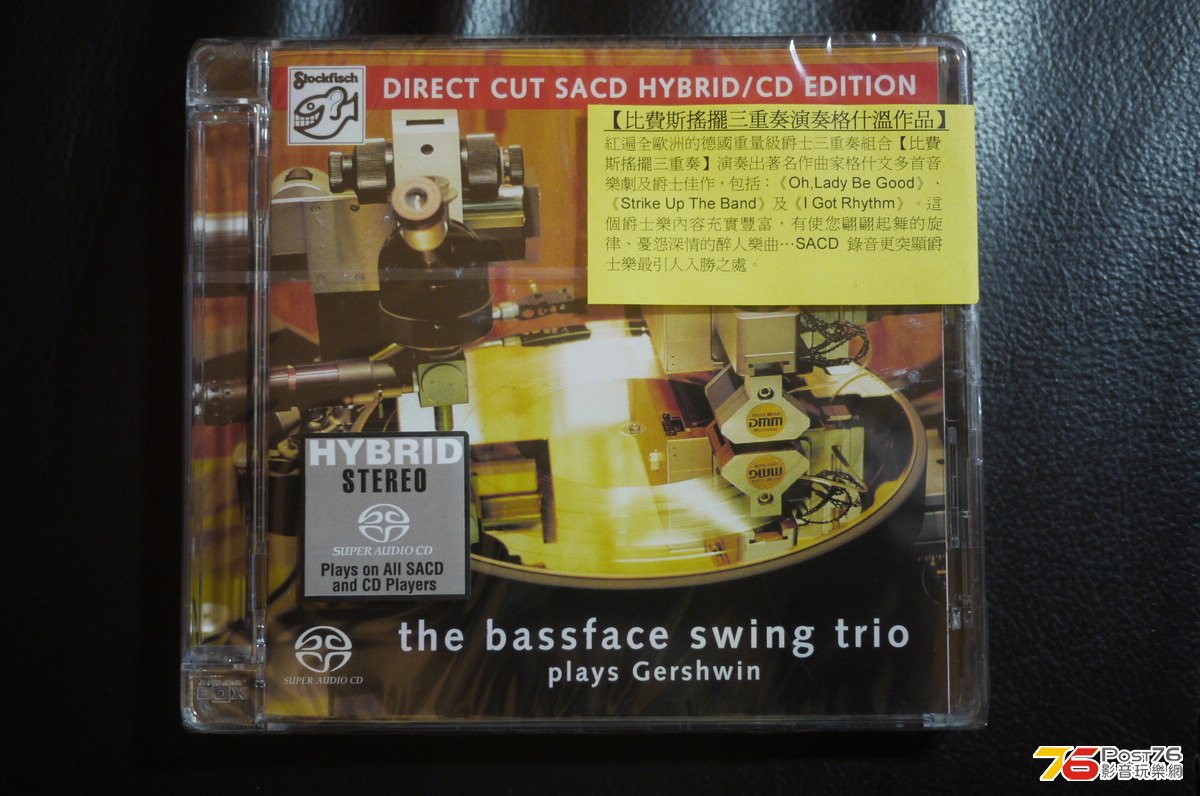 Stockfisch
DIRECT CUT SACD HYBRID/CD EDITION
【比費斯搖擺三重奏演奏格什溫作品】
紅遍全歐洲的德國重量級爵士三重奏組合【比費
斯搖擺三重奏】演奏出著名作曲家格什文多首音
樂劇及爵士佳作，包括：《Oh,Lady Be Good》、
《Strike Up The Band》及《I Got Rhythm》。這
個爵士樂內容充實豐富，有使您翩翩起舞的旋
律、憂怨深情的醉人樂曲…SACD 錄音更突顯爵
士樂最引人入勝之處。
DMM
DMM
HYBRID
STEREO
SUPER AUDIO CD
Plays on All SACD
and CD Players
the bassface swing trio
plays Gershwin
SUPER AUDIO CD
BOX
76 Post76
影音玩樂網